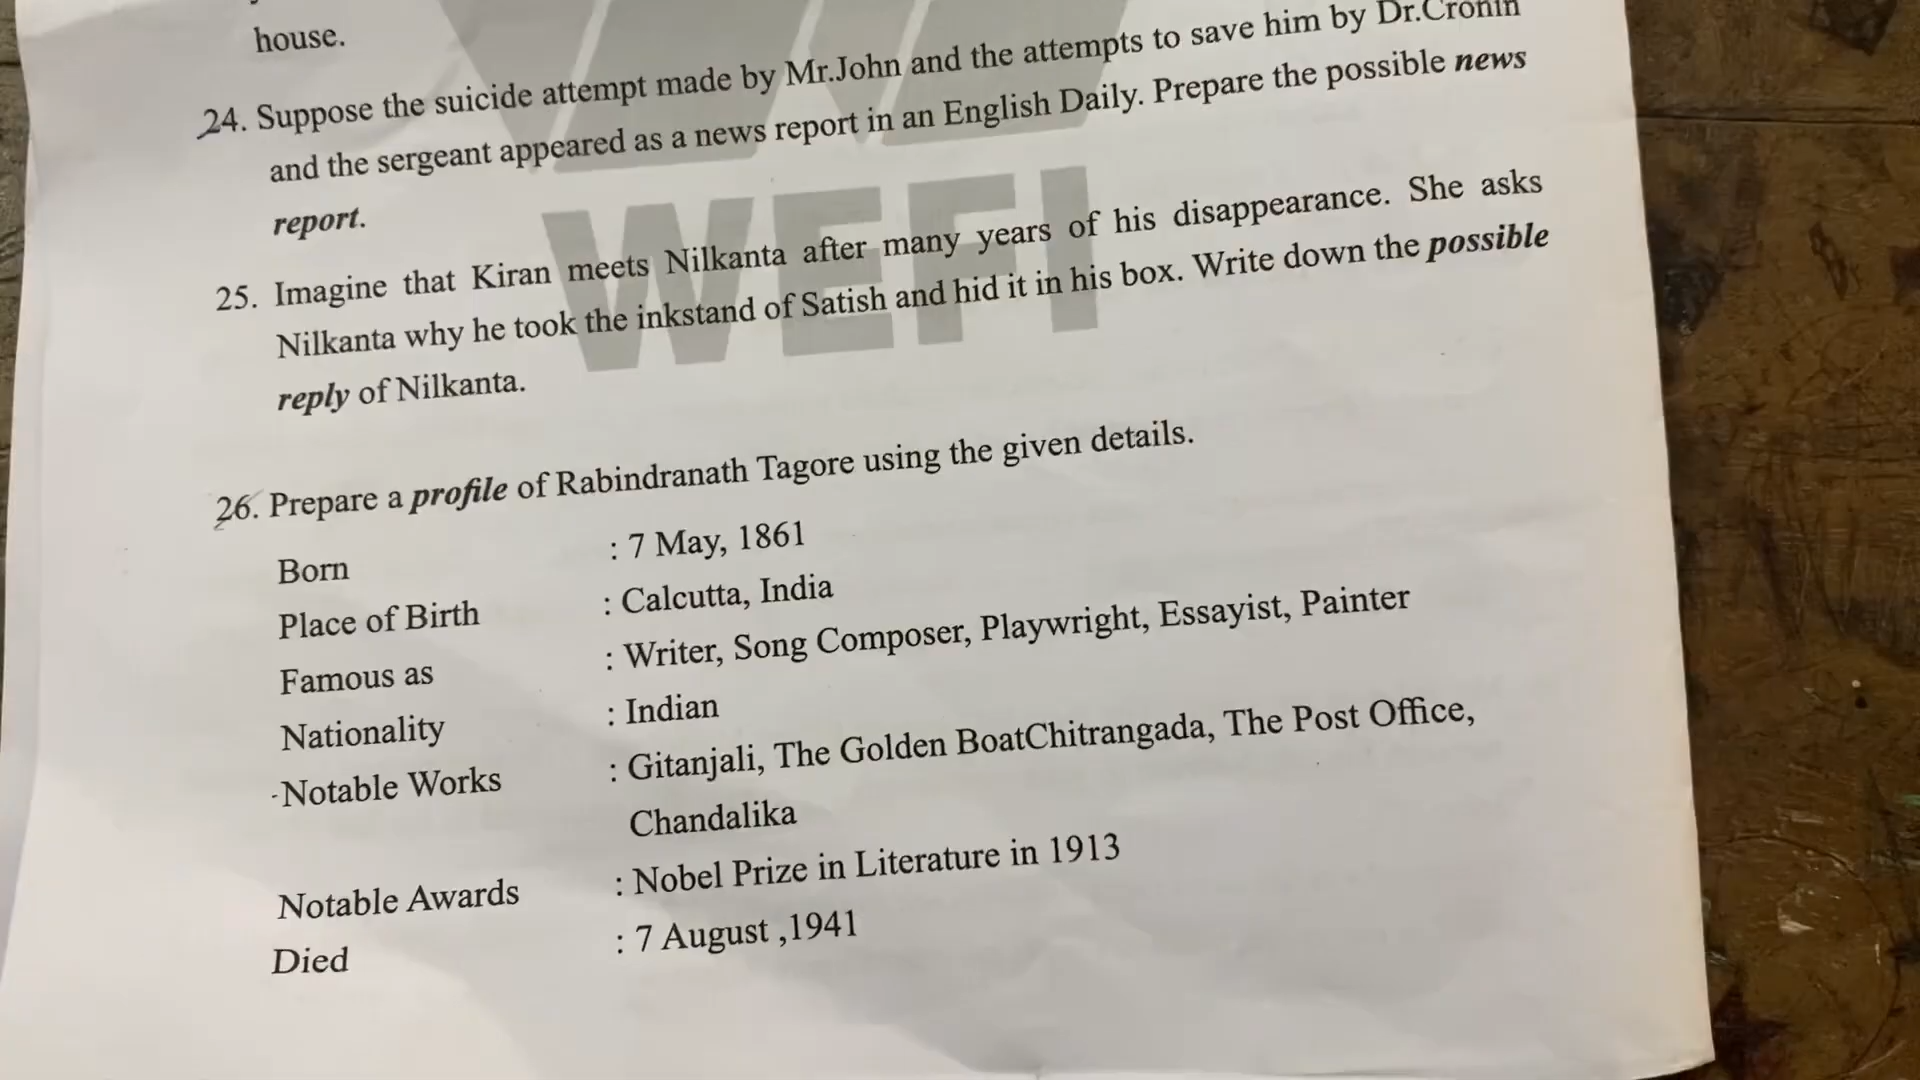 house.
24. Suppose the suicide attempt made by Mr.John and the attempts to save him by Dr.Cronin
and the sergeant appeared as a news report in an English Daily. Prepare the possible news
report.
25. Imagine that Kiran meets Nilkanta after many years of his disappearance. She asks
Nilkanta why he took the inkstand of Satish and hid it in his box. Write down the possible
reply of Nilkanta.
WEFI
26. Prepare a profile of Rabindranath Tagore using the given details.
Born : 7 May, 1861
Place of Birth : Calcutta, India
Famous as : Writer, Song Composer, Playwright, Essayist, Painter
Nationality : Indian
-Notable Works : Gitanjali, The Golden BoatChitrangada, The Post Office,
Chandalika
Notable Awards : Nobel Prize in Literature in 1913
Died : 7 August ,1941